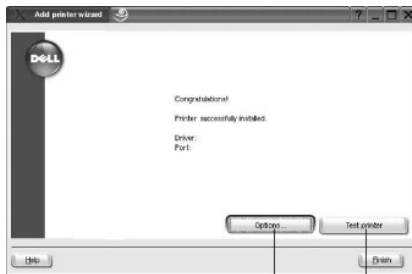 Add printer wizard
DELL
Congratulations!
Printer successfully installed.
Driver:
Port:
Options...
Test printer
Help
Finish